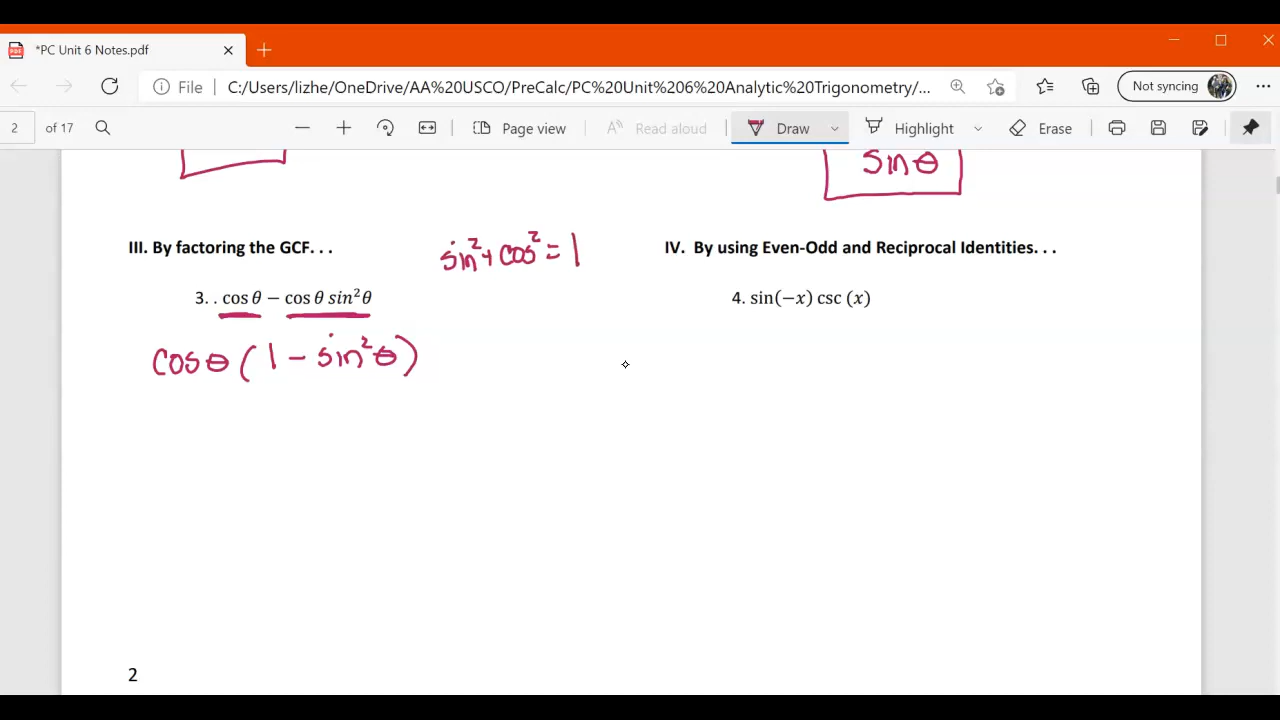 *PC Unit 6 Notes.pdf
File C:/Users/lizhe/OneDrive/AA%20USCO/PreCalc/PC%20Unit%206%20Analytic%20Trigonometry/... Not syncing
2 of 17 Page view Read aloud Draw Highlight Erase
sin θ
III. By factoring the GCF. . .
sin² + cos² = 1
IV. By using Even-Odd and Reciprocal Identities. . .
3. . cos θ − cos θ sin²θ
4. sin(−x) csc (x)
cos θ ( 1 − sin² θ )
2